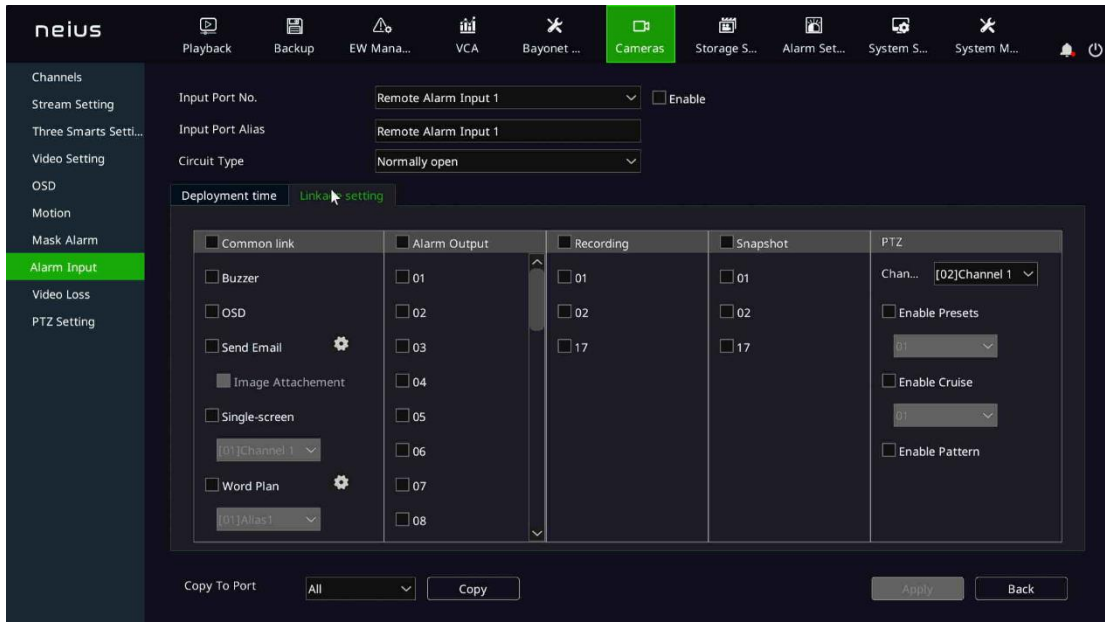 neius
Playback Backup EW Mana... VCA Bayonet ... Cameras Storage S... Alarm Set... System S... System M...
Channels
Stream Setting
Three Smarts Setti...
Video Setting
OSD
Motion
Mask Alarm
Alarm Input
Video Loss
PTZ Setting
Input Port No. Remote Alarm Input 1 Enable
Input Port Alias Remote Alarm Input 1
Circuit Type Normally open
Deployment time Linkage setting
Common link Alarm Output Recording Snapshot PTZ
Buzzer 01 01 01 Chan... [02]Channel 1
OSD 02 02 02 Enable Presets
Send Email 03 17 17 01
Image Attachement 04 Enable Cruise
Single-screen 05 01
[01]Channel 1 06 Enable Pattern
Word Plan 07
[01]Alias1 08
Copy To Port All Copy Apply Back